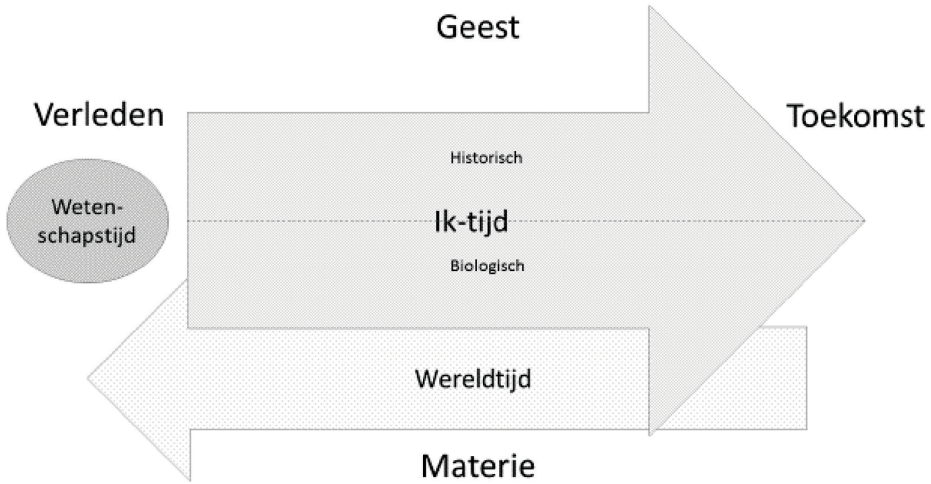 Geest
Verleden
Toekomst
Historisch
Weten-
schapstijd
Ik-tijd
Biologisch
Wereldtijd
Materie